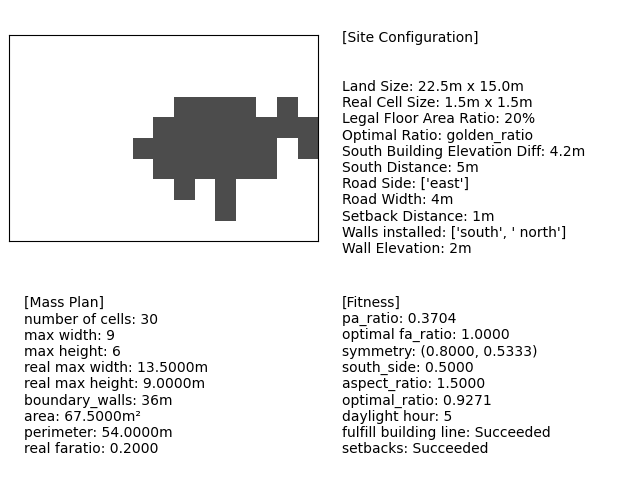 [Site Configuration]
Land Size: 22.5m x 15.0m
Real Cell Size: 1.5m x 1.5m
Legal Floor Area Ratio: 20%
Optimal Ratio: golden_ratio
South Building Elevation Diff: 4.2m
South Distance: 5m
Road Side: ['east']
Road Width: 4m
Setback Distance: 1m
Walls installed: ['south', ' north']
Wall Elevation: 2m
[Mass Plan]
number of cells: 30
max width: 9
max height: 6
real max width: 13.5000m
real max height: 9.0000m
boundary_walls: 36m
area: 67.5000m²
perimeter: 54.0000m
real faratio: 0.2000
[Fitness]
pa_ratio: 0.3704
optimal fa_ratio: 1.0000
symmetry: (0.8000, 0.5333)
south_side: 0.5000
aspect_ratio: 1.5000
optimal_ratio: 0.9271
daylight hour: 5
fulfill building line: Succeeded
setbacks: Succeeded